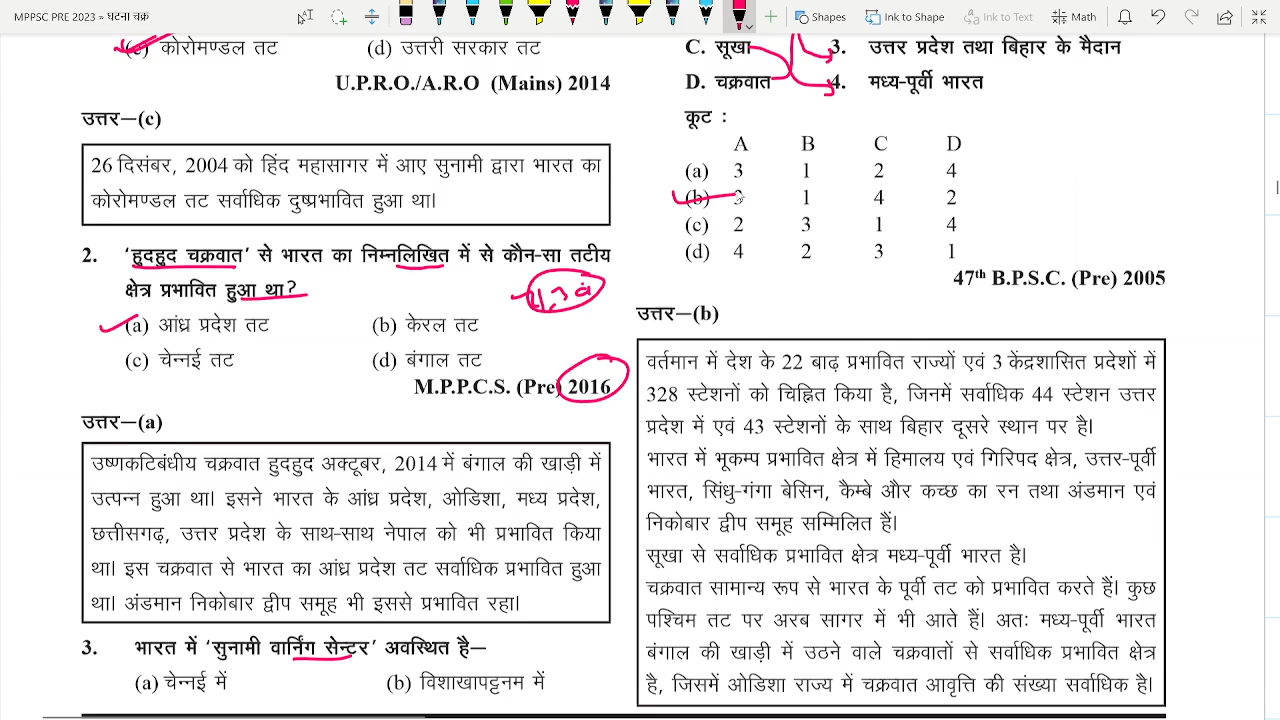 MPPSC PRE 2023 » घटना चक्र
Shapes
Ink to Shape
Ink to Text
Math
(c) कोरोमण्डल तट (d) उत्तरी सरकार तट
U.P.R.O./A.R.O (Mains) 2014
उत्तर–(c)
26 दिसंबर, 2004 को हिंद महासागर में आए सुनामी द्वारा भारत का
कोरोमण्डल तट सर्वाधिक दुष्प्रभावित हुआ था।
2. ‘हुदहुद चक्रवात’ से भारत का निम्नलिखित में से कौन-सा तटीय
क्षेत्र प्रभावित हुआ था?
(a) आंध्र प्रदेश तट (b) केरल तट
(c) चेन्नई तट (d) बंगाल तट
M.P.P.C.S. (Pre) 2016
उत्तर–(a)
उष्णकटिबंधीय चक्रवात हुदहुद अक्टूबर, 2014 में बंगाल की खाड़ी में
उत्पन्न हुआ था। इसने भारत के आंध्र प्रदेश, ओडिशा, मध्य प्रदेश,
छत्तीसगढ़, उत्तर प्रदेश के साथ-साथ नेपाल को भी प्रभावित किया
था। इस चक्रवात से भारत का आंध्र प्रदेश तट सर्वाधिक प्रभावित हुआ
था। अंडमान निकोबार द्वीप समूह भी इससे प्रभावित रहा।
3. भारत में ‘सुनामी वार्निंग सेन्टर’ अवस्थित है–
(a) चेन्नई में (b) विशाखापट्टनम में
C. सूखा 3. उत्तर प्रदेश तथा बिहार के मैदान
D. चक्रवात 4. मध्य-पूर्वी भारत
कूट :
A B C D
(a) 3 1 2 4
(b) 3 1 4 2
(c) 2 3 1 4
(d) 4 2 3 1
47th B.P.S.C. (Pre) 2005
उत्तर–(b)
वर्तमान में देश के 22 बाढ़ प्रभावित राज्यों एवं 3 केंद्रशासित प्रदेशों में
328 स्टेशनों को चिह्नित किया है, जिनमें सर्वाधिक 44 स्टेशन उत्तर
प्रदेश में एवं 43 स्टेशनों के साथ बिहार दूसरे स्थान पर है।
भारत में भूकम्प प्रभावित क्षेत्र में हिमालय एवं गिरिपद क्षेत्र, उत्तर-पूर्वी
भारत, सिंधु-गंगा बेसिन, कैम्बे और कच्छ का रन तथा अंडमान एवं
निकोबार द्वीप समूह सम्मिलित हैं।
सूखा से सर्वाधिक प्रभावित क्षेत्र मध्य-पूर्वी भारत है।
चक्रवात सामान्य रूप से भारत के पूर्वी तट को प्रभावित करते हैं। कुछ
पश्चिम तट पर अरब सागर में भी आते हैं। अतः मध्य-पूर्वी भारत
बंगाल की खाड़ी में उठने वाले चक्रवातों से सर्वाधिक प्रभावित क्षेत्र
है, जिसमें ओडिशा राज्य में चक्रवात आवृत्ति की संख्या सर्वाधिक है।